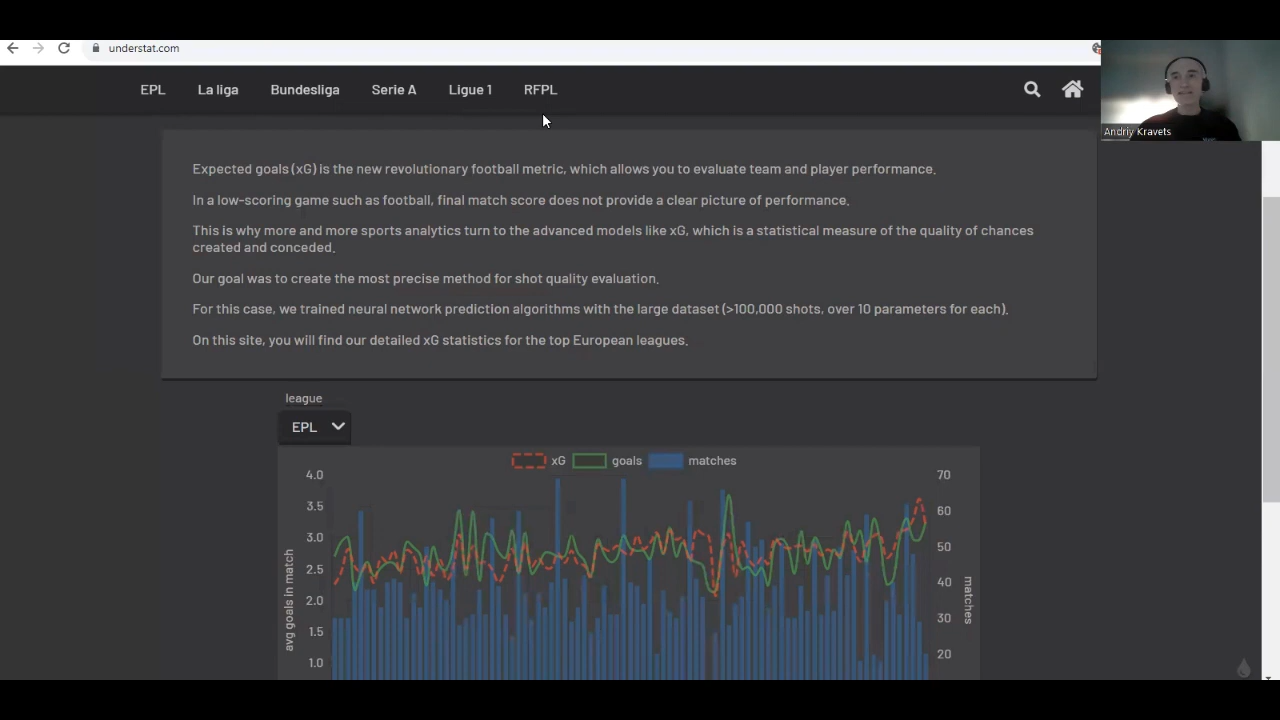 understat.com
EPL La liga Bundesliga Serie A Ligue 1 RFPL
Andriy Kravets
Expected goals (xG) is the new revolutionary football metric, which allows you to evaluate team and player performance.
In a low-scoring game such as football, final match score does not provide a clear picture of performance.
This is why more and more sports analytics turn to the advanced models like xG, which is a statistical measure of the quality of chances
created and conceded.
Our goal was to create the most precise method for shot quality evaluation.
For this case, we trained neural network prediction algorithms with the large dataset (>100,000 shots, over 10 parameters for each).
On this site, you will find our detailed xG statistics for the top European leagues.
league
EPL
xG goals matches
4.0 70
3.5 60
3.0 50
2.5 40
2.0 30
1.5 20
1.0
avg goals in match
matches